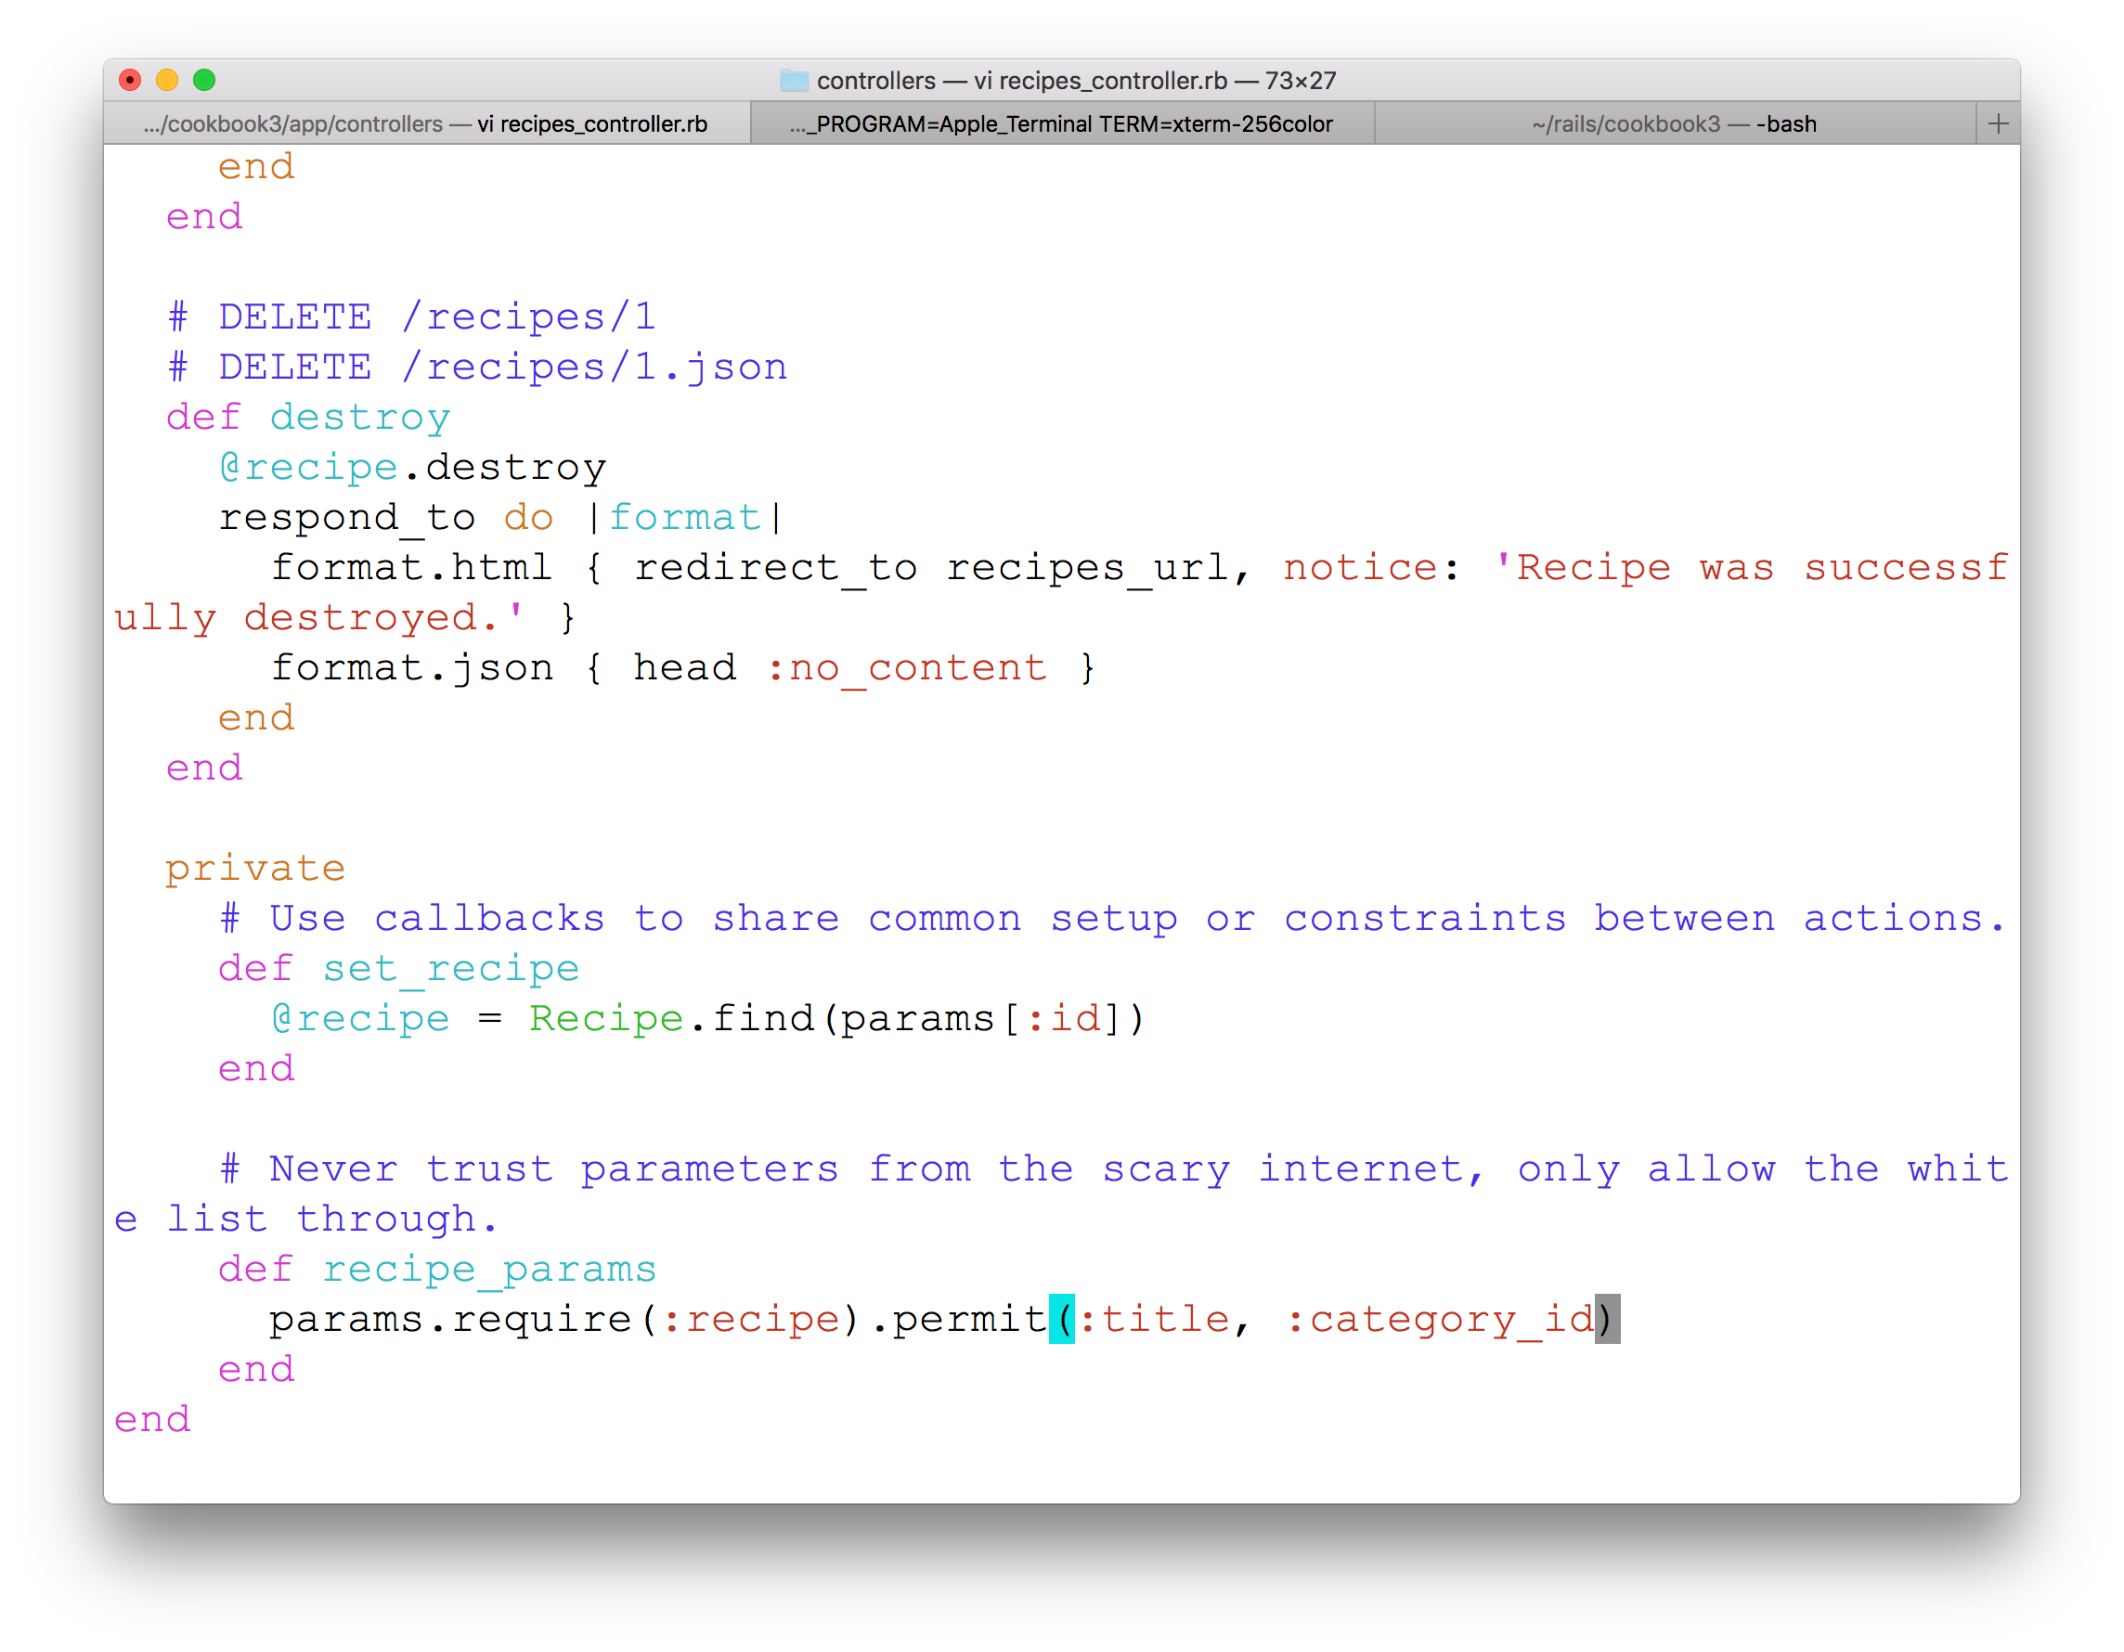 controllers — vi recipes_controller.rb — 73×27
.../cookbook3/app/controllers — vi recipes_controller.rb
..._PROGRAM=Apple_Terminal TERM=xterm-256color
~/rails/cookbook3 — -bash
+
    end
  end

  # DELETE /recipes/1
  # DELETE /recipes/1.json
  def destroy
    @recipe.destroy
    respond_to do |format|
      format.html { redirect_to recipes_url, notice: 'Recipe was successf
ully destroyed.' }
      format.json { head :no_content }
    end
  end

  private
    # Use callbacks to share common setup or constraints between actions.
    def set_recipe
      @recipe = Recipe.find(params[:id])
    end

    # Never trust parameters from the scary internet, only allow the whit
e list through.
    def recipe_params
      params.require(:recipe).permit(:title, :category_id)
    end
end